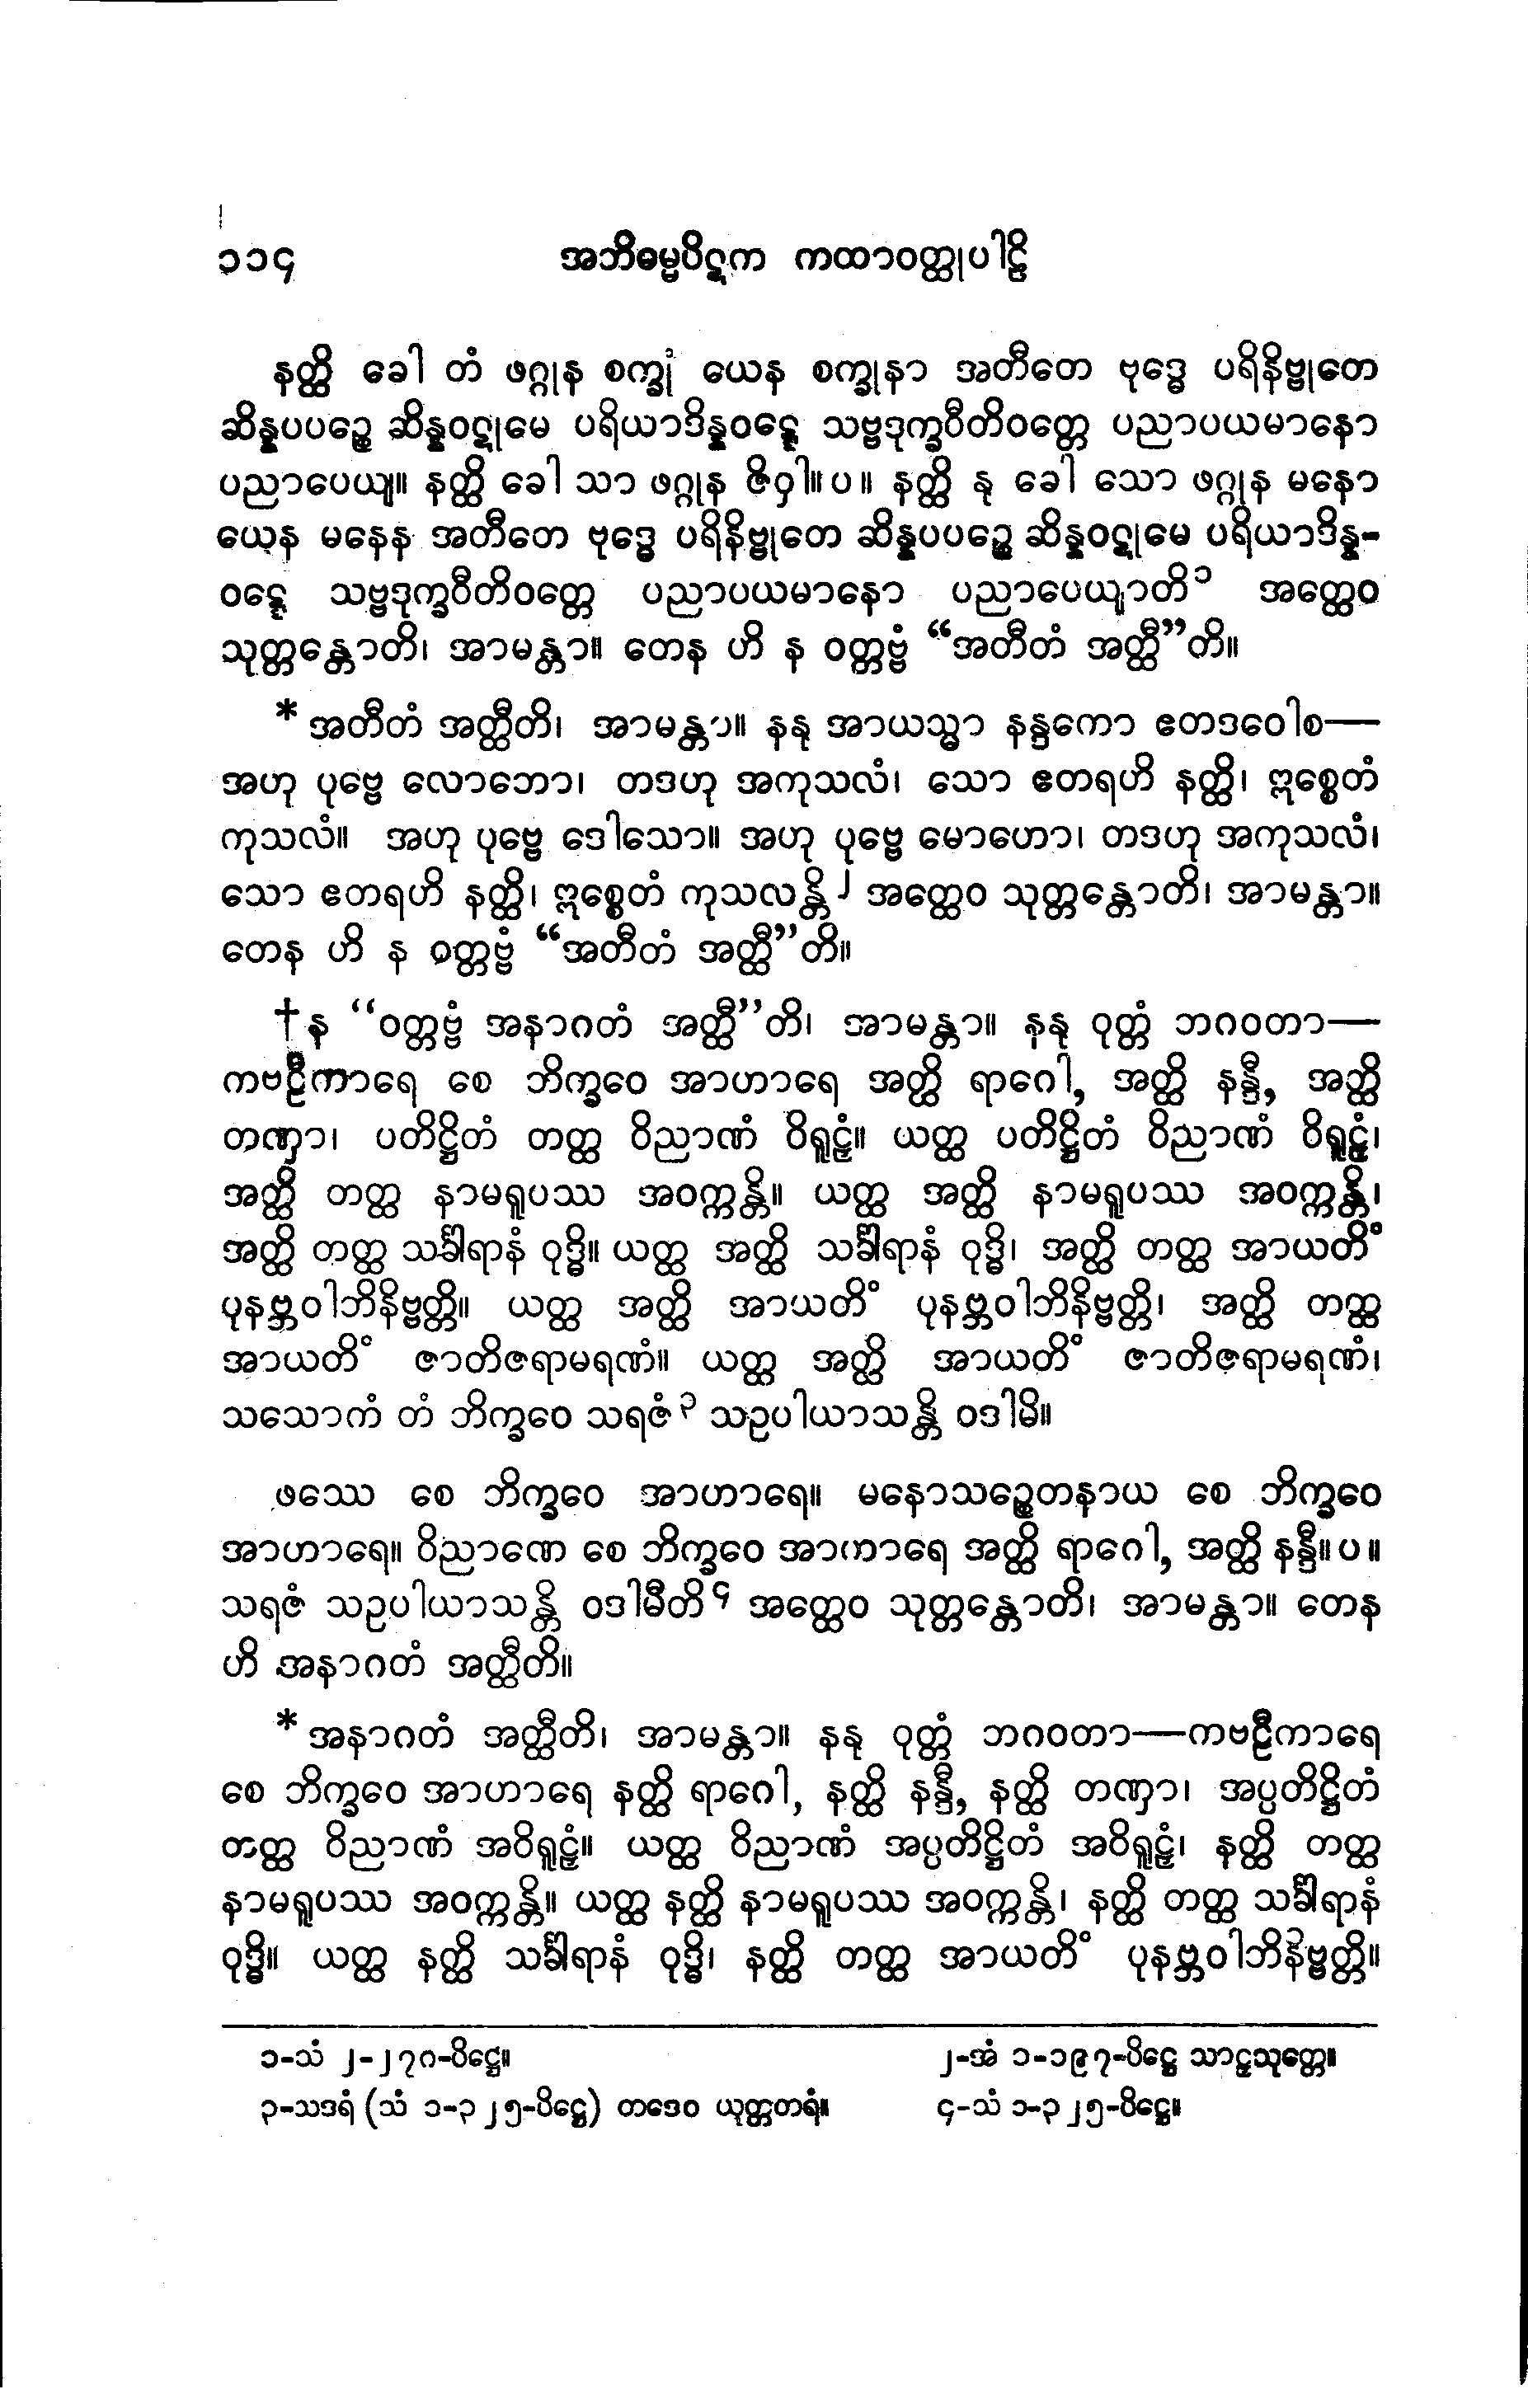 ၁၁၄ အဘိဓမ္မပိဋက ကထာဝတ္ထုပါဠိ
နတ္ထိ ခေါ တံ ဖဂ္ဂုန စက္ခုံ ယေန စက္ခုနာ အတီတေ ဗုဒ္ဓေ ပရိနိဗ္ဗုတေ
ဆိန္နပပဉ္စေ ဆိန္နဝဋုမေ ပရိယာဒိန္နဝဋ္ဋေ သဗ္ဗဒုက္ခဝီတိဝတ္တေ ပညာပယမာနော
ပညာပေယျ။ နတ္ထိ ခေါ သာ ဖဂ္ဂုန ဇိဝှါ။ပ။ နတ္ထိ နု ခေါ သော ဖဂ္ဂုန မနော
ယေန မနေန အတီတေ ဗုဒ္ဓေ ပရိနိဗ္ဗုတေ ဆိန္နပပဉ္စေ ဆိန္နဝဋုမေ ပရိယာဒိန္န-
ဝဋ္ဋေ သဗ္ဗဒုက္ခဝီတိဝတ္တေ ပညာပယမာနော ပညာပေယျာတိ၁ အတ္ထေဝ
သုတ္တန္တောတိ၊ အာမန္တာ။ တေန ဟိ န ဝတ္တဗ္ဗံ “အတီတံ အတ္ထီ”တိ။
* အတီတံ အတ္ထီတိ၊ အာမန္တာ။ နနု အာယသ္မာ နန္ဒကော ဧတဒဝေါစ—
အဟု ပုဗ္ဗေ လောဘော၊ တဒဟု အကုသလံ၊ သော ဧတရဟိ နတ္ထိ၊ ဣစ္စေတံ
ကုသလံ။ အဟု ပုဗ္ဗေ ဒေါသော။ အဟု ပုဗ္ဗေ မောဟော၊ တဒဟု အကုသလံ၊
သော ဧတရဟိ နတ္ထိ၊ ဣစ္စေတံ ကုသလန္တိ၂ အတ္ထေဝ သုတ္တန္တောတိ၊ အာမန္တာ။
တေန ဟိ န ဝတ္တဗ္ဗံ “အတီတံ အတ္ထီ”တိ။
†န “ဝတ္တဗ္ဗံ အနာဂတံ အတ္ထီ”တိ၊ အာမန္တာ။ နနု ဝုတ္တံ ဘဂဝတာ—
ကဗဠီကာရေ စေ ဘိက္ခဝေ အာဟာရေ အတ္ထိ ရာဂေါ, အတ္ထိ နန္ဒီ, အတ္ထိ
တဏှာ၊ ပတိဋ္ဌိတံ တတ္ထ ဝိညာဏံ ဝိရူဠှံ။ ယတ္ထ ပတိဋ္ဌိတံ ဝိညာဏံ ဝိရူဠှံ၊
အတ္ထိ တတ္ထ နာမရူပဿ အဝက္ကန္တိ။ ယတ္ထ အတ္ထိ နာမရူပဿ အဝက္ကန္တိ၊
အတ္ထိ တတ္ထ သင်္ခါရာနံ ဝုဒ္ဓိ။ ယတ္ထ အတ္ထိ သင်္ခါရာနံ ဝုဒ္ဓိ၊ အတ္ထိ တတ္ထ အာယတိံ
ပုနဗ္ဘဝါဘိနိဗ္ဗတ္တိ။ ယတ္ထ အတ္ထိ အာယတိံ ပုနဗ္ဘဝါဘိနိဗ္ဗတ္တိ၊ အတ္ထိ တတ္ထ
အာယတိံ ဇာတိဇရာမရဏံ။ ယတ္ထ အတ္ထိ အာယတိံ ဇာတိဇရာမရဏံ၊
သသောကံ တံ ဘိက္ခဝေ သရဇံ၃ သဥပါယာသန္တိ ဝဒါမိ။
ဖဿေ စေ ဘိက္ခဝေ အာဟာရေ။ မနောသဉ္စေတနာယ စေ ဘိက္ခဝေ
အာဟာရေ။ ဝိညာဏေ စေ ဘိက္ခဝေ အာဟာရေ အတ္ထိ ရာဂေါ, အတ္ထိ နန္ဒီ။ပ။
သရဇံ သဥပါယာသန္တိ ဝဒါမီတိ၄ အတ္ထေဝ သုတ္တန္တောတိ၊ အာမန္တာ။ တေန
ဟိ အနာဂတံ အတ္ထီတိ။
* အနာဂတံ အတ္ထီတိ၊ အာမန္တာ။ နနု ဝုတ္တံ ဘဂဝတာ—ကဗဠီကာရေ
စေ ဘိက္ခဝေ အာဟာရေ နတ္ထိ ရာဂေါ, နတ္ထိ နန္ဒီ, နတ္ထိ တဏှာ၊ အပ္ပတိဋ္ဌိတံ
တတ္ထ ဝိညာဏံ အဝိရူဠှံ။ ယတ္ထ ဝိညာဏံ အပ္ပတိဋ္ဌိတံ အဝိရူဠှံ၊ နတ္ထိ တတ္ထ
နာမရူပဿ အဝက္ကန္တိ။ ယတ္ထ နတ္ထိ နာမရူပဿ အဝက္ကန္တိ၊ နတ္ထိ တတ္ထ သင်္ခါရာနံ
ဝုဒ္ဓိ။ ယတ္ထ နတ္ထိ သင်္ခါရာနံ ဝုဒ္ဓိ၊ နတ္ထိ တတ္ထ အာယတိံ ပုနဗ္ဘဝါဘိနိဗ္ဗတ္တိ။
၁-သံ ၂-၂၇၈-ပိဋ္ဌေ။ ၂-အံ ၁-၁၉၇-ပိဋ္ဌေ သာဠှသုတ္တေ။
၃-သဒရံ (သံ ၁-၃၂၅-ပိဋ္ဌေ) တဒေဝ ယုတ္တတရံ။ ၄-သံ ၁-၃၂၅-ပိဋ္ဌေ။